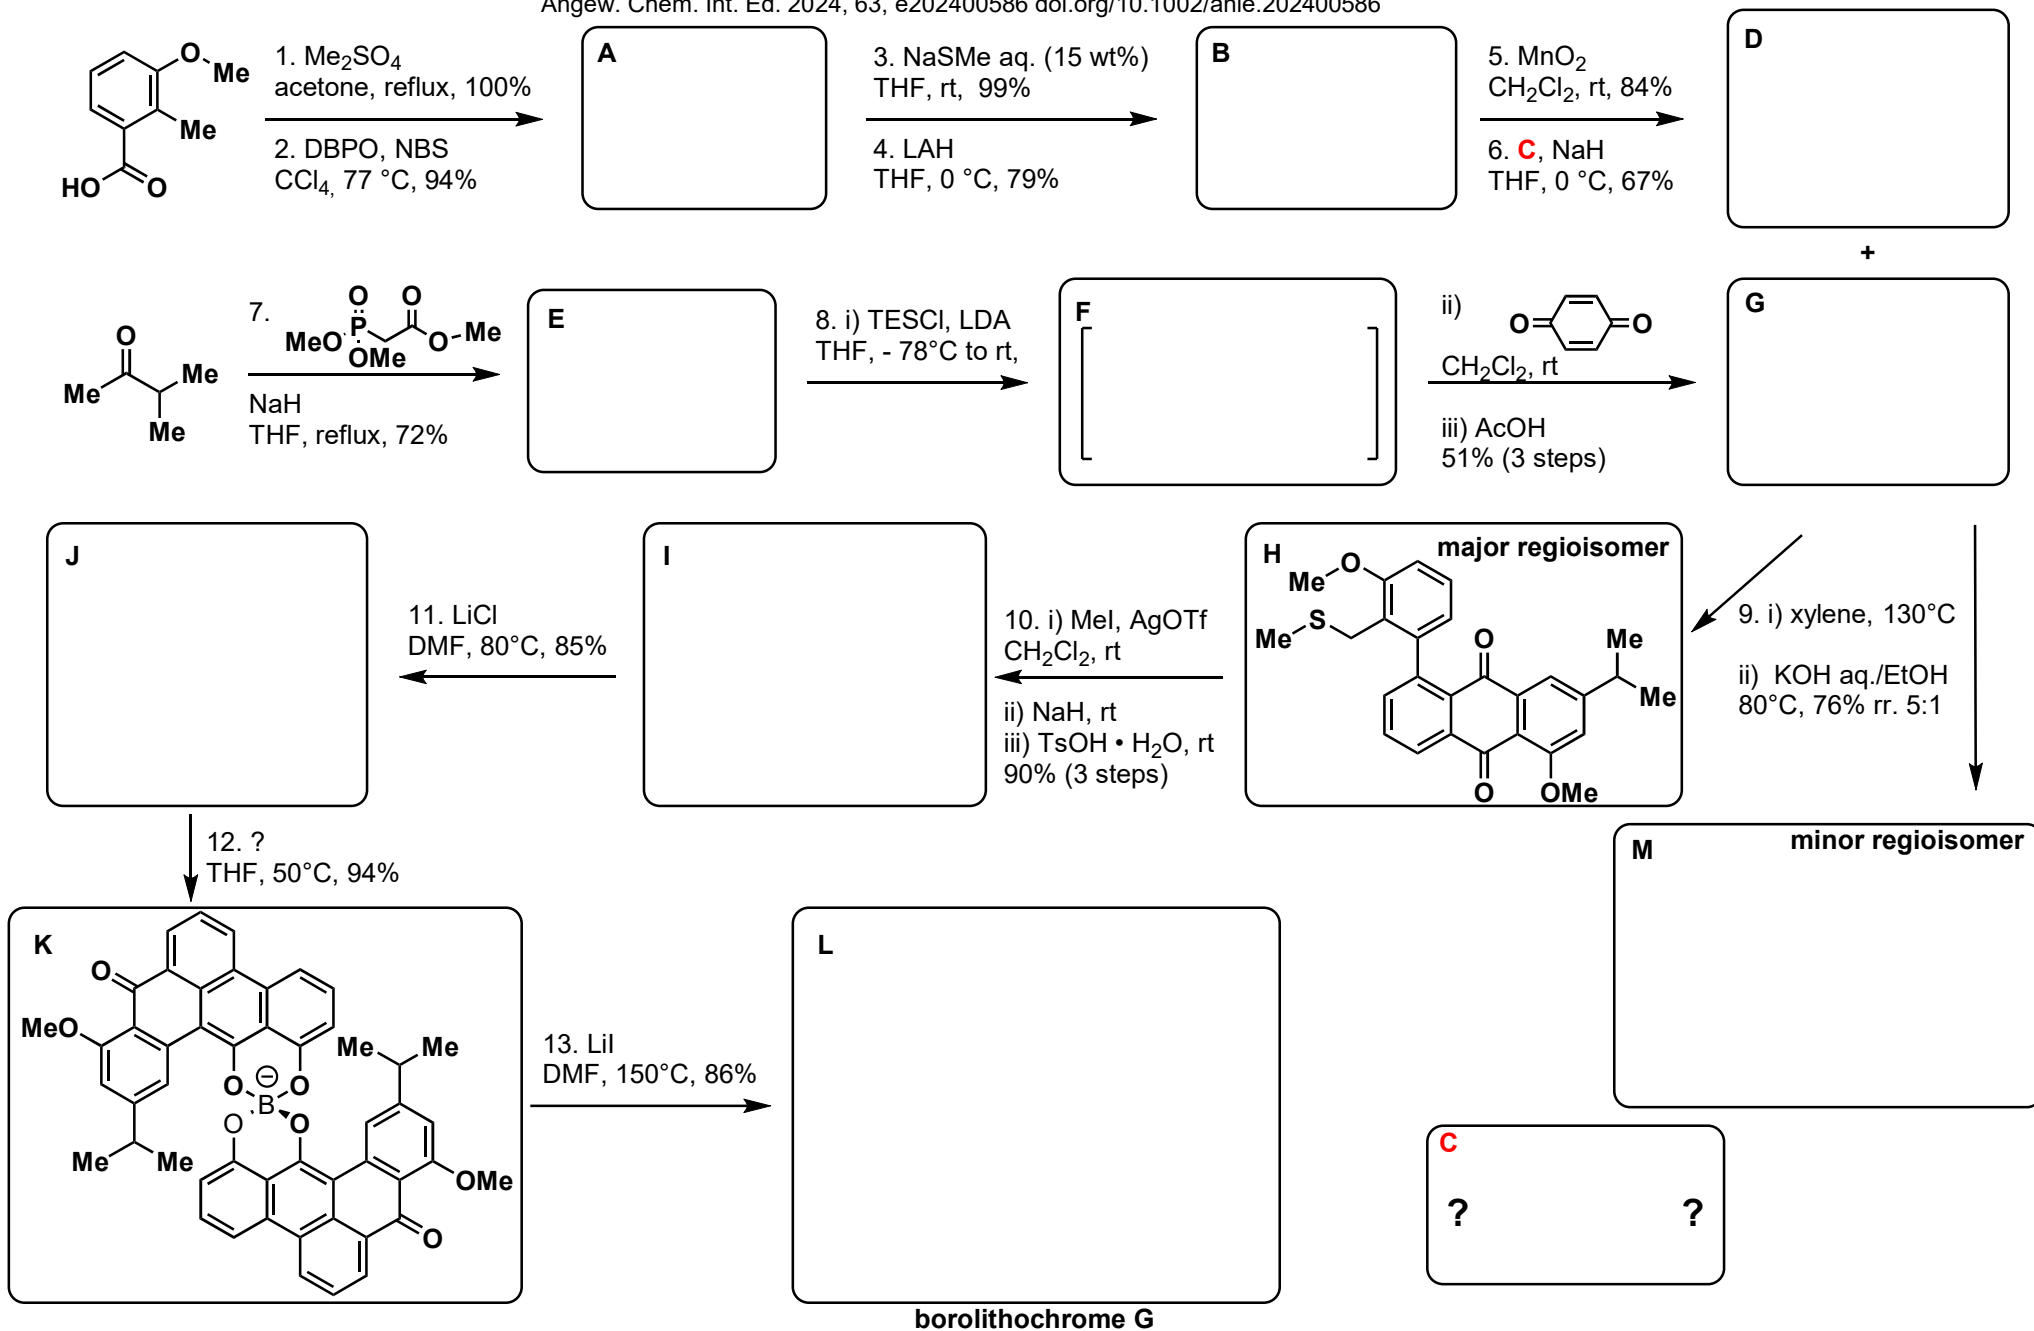 Angew. Chem. Int. Ed. 2024, 63, e202400586 doi.org/10.1002/anie.202400586
O
Me
Me
HO
O
1. Me2SO4
acetone, reflux, 100%
2. DBPO, NBS
CCl4, 77 °C, 94%
A
3. NaSMe aq. (15 wt%)
THF, rt, 99%
4. LAH
THF, 0 °C, 79%
B
5. MnO2
CH2Cl2, rt, 84%
6. C, NaH
THF, 0 °C, 67%
D
+
O
Me
Me
Me
7.
O
O
MeO
P
O
Me
OMe
NaH
THF, reflux, 72%
E
8. i) TESCl, LDA
THF, - 78°C to rt,
F
ii)
O
O
CH2Cl2, rt
iii) AcOH
51% (3 steps)
G
J
11. LiCl
DMF, 80°C, 85%
I
10. i) MeI, AgOTf
CH2Cl2, rt
ii) NaH, rt
iii) TsOH • H2O, rt
90% (3 steps)
H
major regioisomer
O
Me
S
Me
O
Me
Me
O
OMe
9. i) xylene, 130°C
ii) KOH aq./EtOH
80°C, 76% rr. 5:1
12. ?
THF, 50°C, 94%
M
minor regioisomer
K
O
MeO
Me
Me
O
⊖
O
B
O
O
Me
Me
OMe
O
13. LiI
DMF, 150°C, 86%
L
borolithochrome G
C
?
?